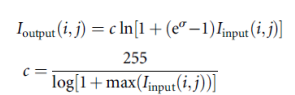 I_output(i, j) = c ln[1 + (e^σ − 1)I_input(i, j)]
c = 255 / log[1 + max(I_input(i, j))]